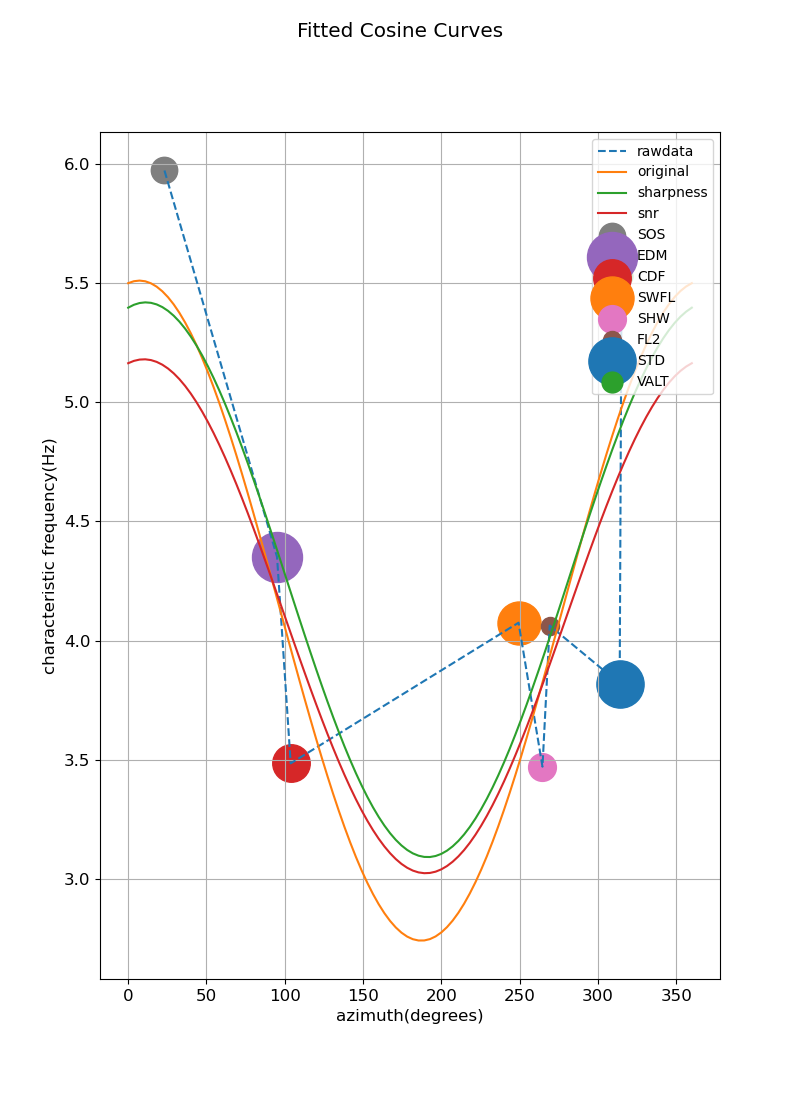 Fitted Cosine Curves
rawdata
original
sharpness
snr
SOS
EDM
CDF
SWFL
SHW
FL2
STD
VALT
6.0
5.5
5.0
4.5
4.0
3.5
3.0
characteristic frequency(Hz)
0 50 100 150 200 250 300 350
azimuth(degrees)